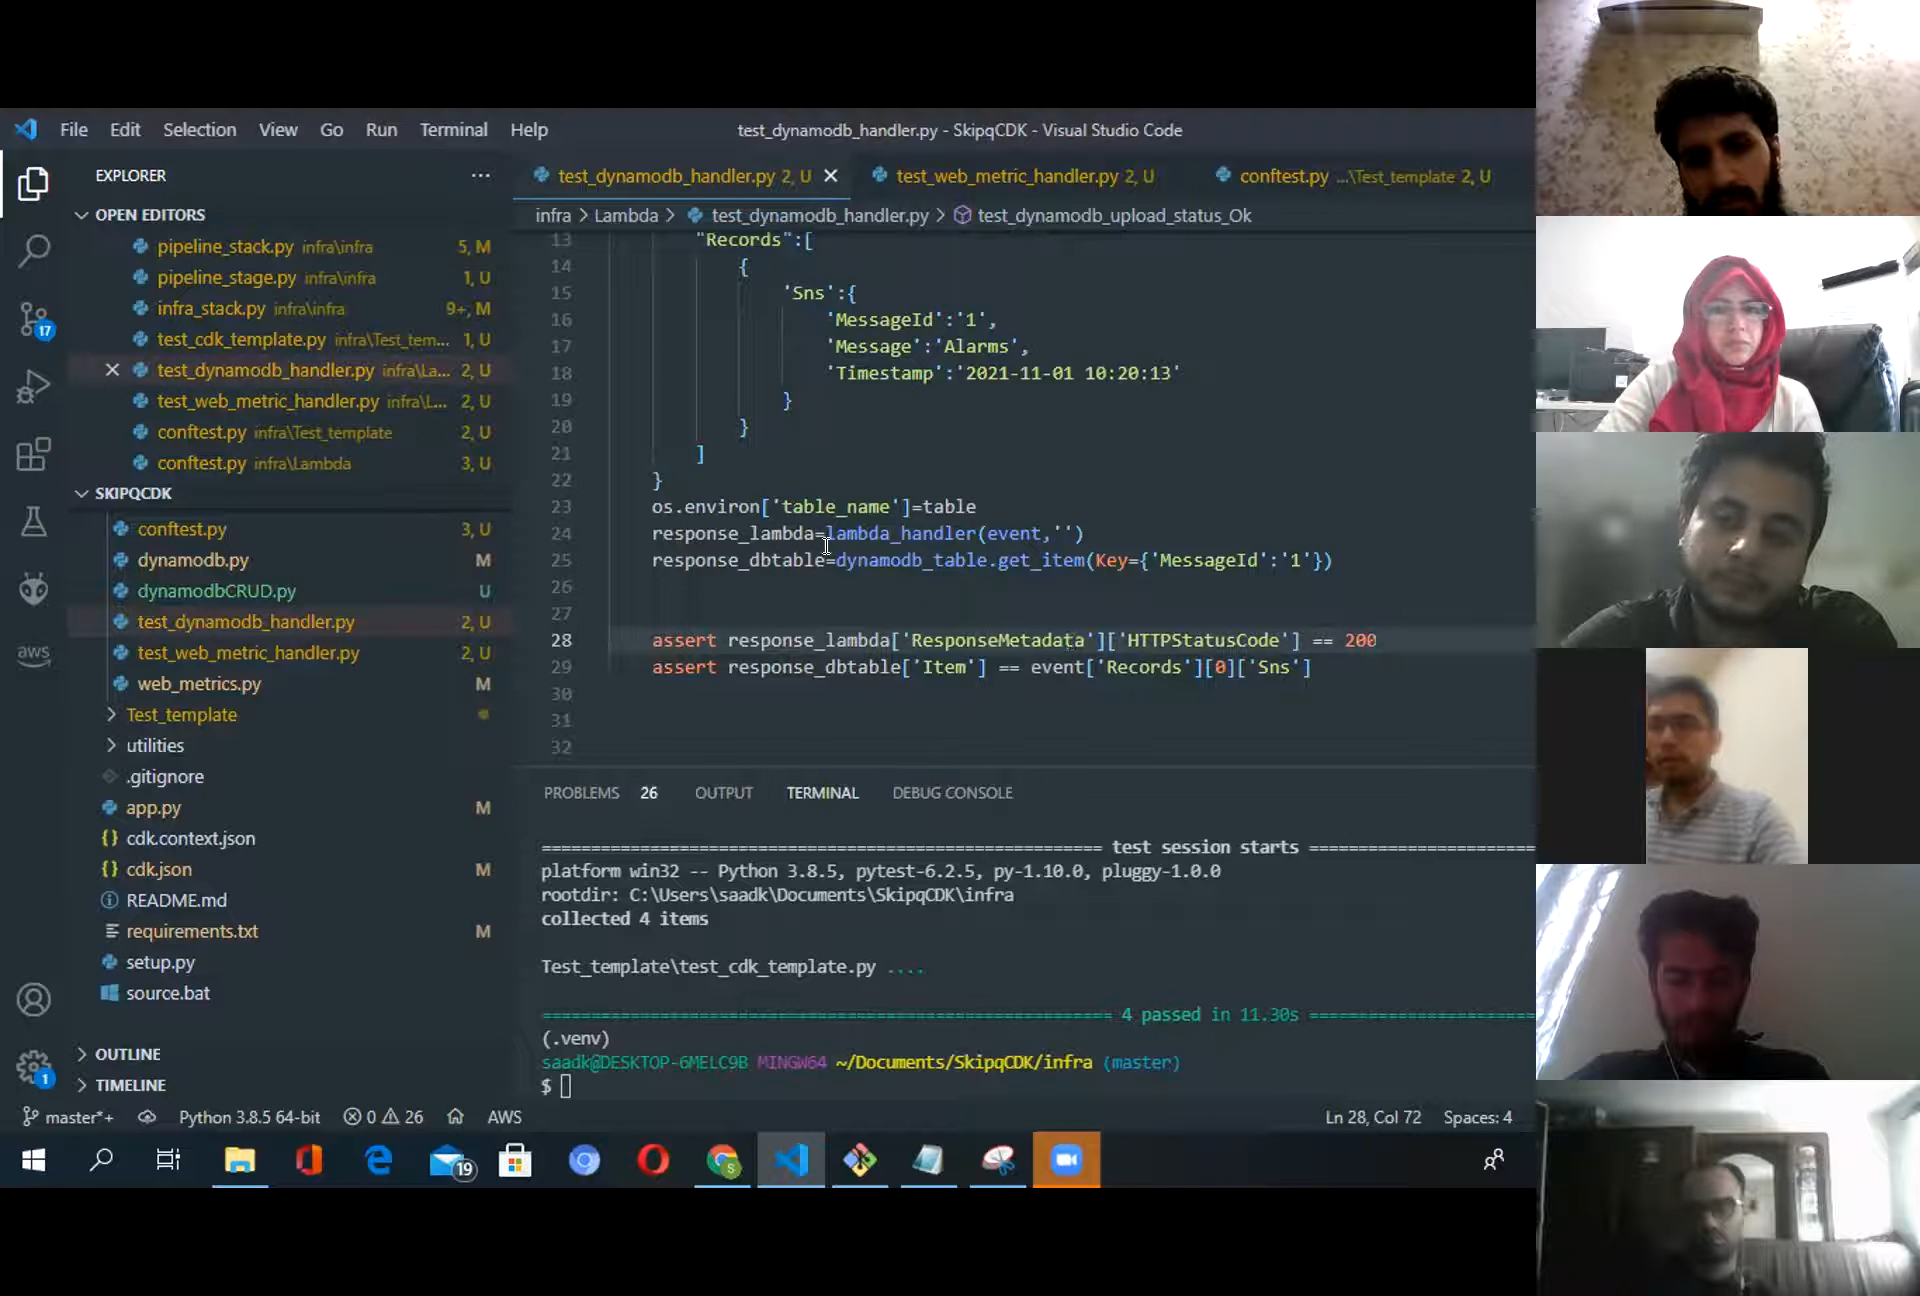 File Edit Selection View Go Run Terminal Help
test_dynamodb_handler.py - SkipqCDK - Visual Studio Code
EXPLORER
OPEN EDITORS
pipeline_stack.py infra\infra 5, M
pipeline_stage.py infra\infra 1, U
infra_stack.py infra\infra 9+, M
test_cdk_template.py infra\Test_tem... 1, U
test_dynamodb_handler.py infra\La... 2, U
test_web_metric_handler.py infra\L... 2, U
conftest.py infra\Test_template 2, U
conftest.py infra\Lambda 3, U
SKIPQCDK
conftest.py 3, U
dynamodb.py M
dynamodbCRUD.py U
test_dynamodb_handler.py 2, U
test_web_metric_handler.py 2, U
web_metrics.py M
Test_template
utilities
.gitignore
app.py M
cdk.context.json
cdk.json M
README.md
requirements.txt M
setup.py
source.bat
OUTLINE
TIMELINE
17
aws
1
test_dynamodb_handler.py 2, U
test_web_metric_handler.py 2, U
conftest.py ...\Test_template 2, U
infra > Lambda > test_dynamodb_handler.py > test_dynamodb_upload_status_Ok
13 "Records":[
14 {
15 'Sns':{
16 'MessageId':'1',
17 'Message':'Alarms',
18 'Timestamp':'2021-11-01 10:20:13'
19 }
20 }
21 ]
22 }
23 os.environ['table_name']=table
24 response_lambda=lambda_handler(event,'')
25 response_dbtable=dynamodb_table.get_item(Key={'MessageId':'1'})
26
27
28 assert response_lambda['ResponseMetadata']['HTTPStatusCode'] == 200
29 assert response_dbtable['Item'] == event['Records'][0]['Sns']
30
31
32
PROBLEMS 26 OUTPUT TERMINAL DEBUG CONSOLE
===== test session starts =====
platform win32 -- Python 3.8.5, pytest-6.2.5, py-1.10.0, pluggy-1.0.0
rootdir: C:\Users\saadk\Documents\SkipqCDK\infra
collected 4 items
Test_template\test_cdk_template.py ....
===== 4 passed in 11.30s =====
(.venv)
saadk@DESKTOP-6MELC9B MINGW64 ~/Documents/SkipqCDK/infra (master)
$
master*+ Python 3.8.5 64-bit 0 26 AWS
Ln 28, Col 72 Spaces: 4
19
S